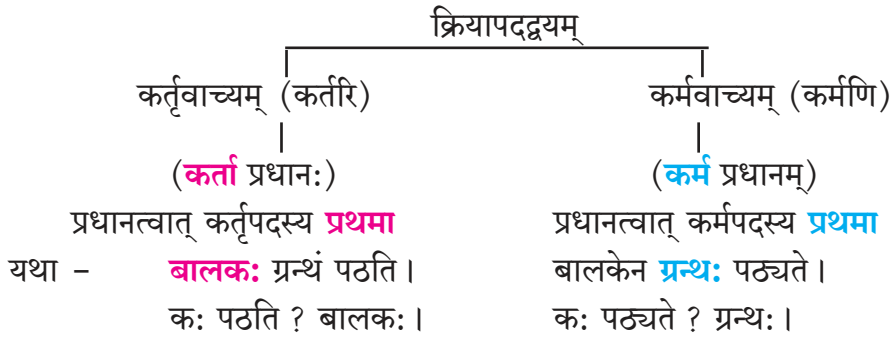 क्रियापदद्वयम्
कर्तृवाच्यम् (कर्तरि) कर्मवाच्यम् (कर्मणि)
(कर्ता प्रधान:) (कर्म प्रधानम्)
प्रधानत्वात् कर्तृपदस्य प्रथमा प्रधानत्वात् कर्मपदस्य प्रथमा
यथा – बालक: ग्रन्थं पठति। बालकेन ग्रन्थ: पठ्यते।
क: पठति ? बालक:। क: पठ्यते ? ग्रन्थ:।